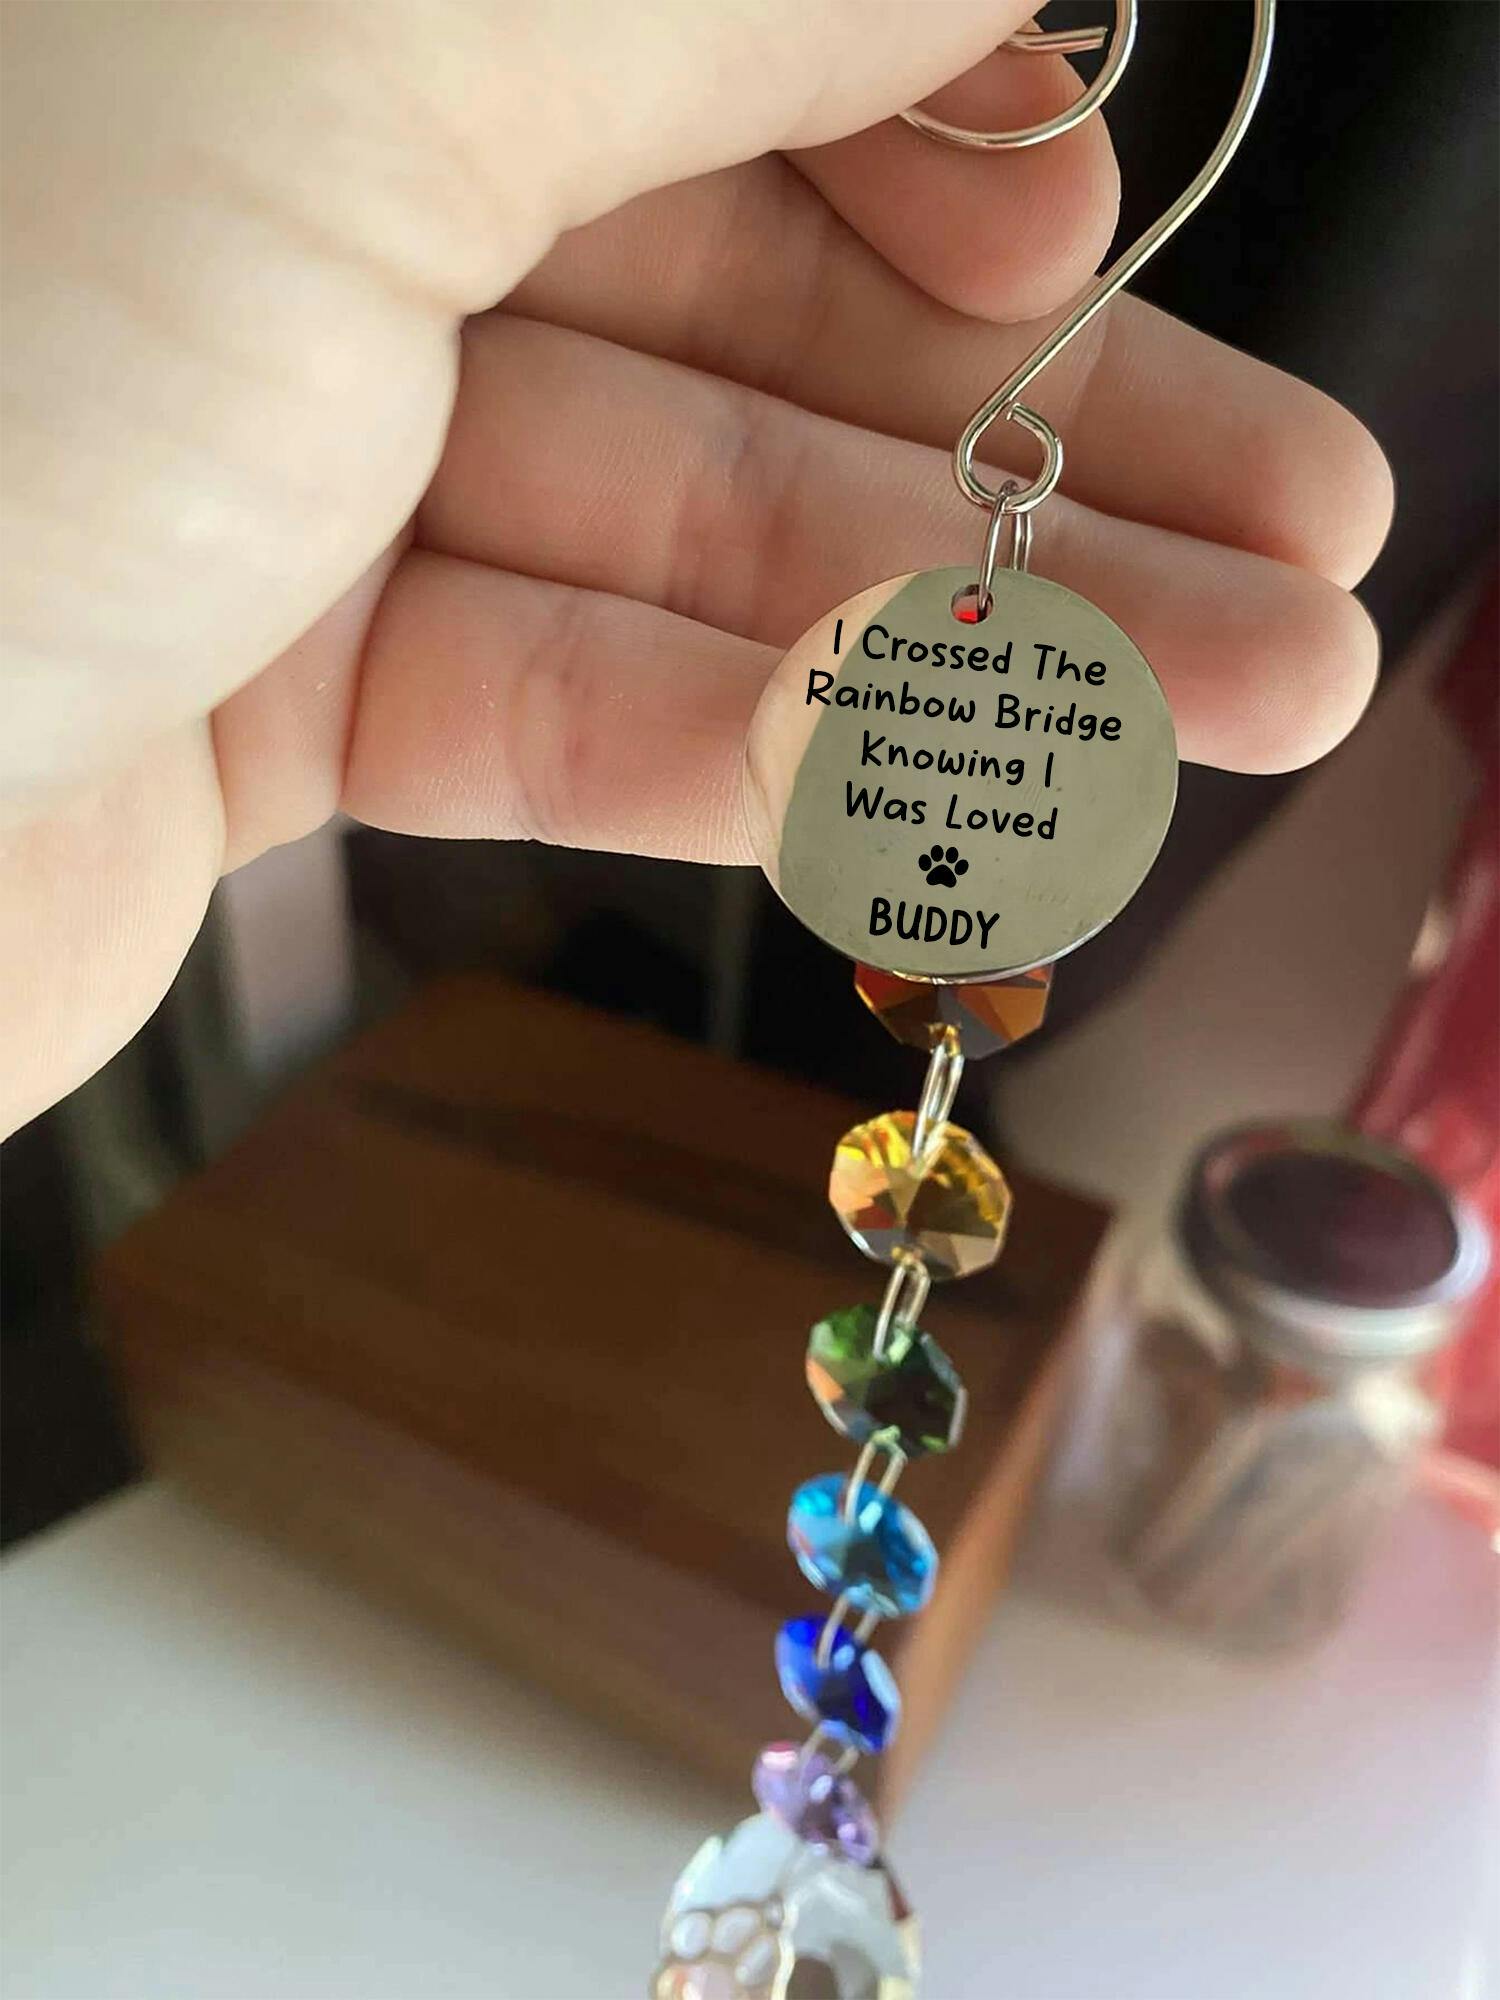 I Crossed The
Rainbow Bridge
Knowing I
Was Loved
BUDDY